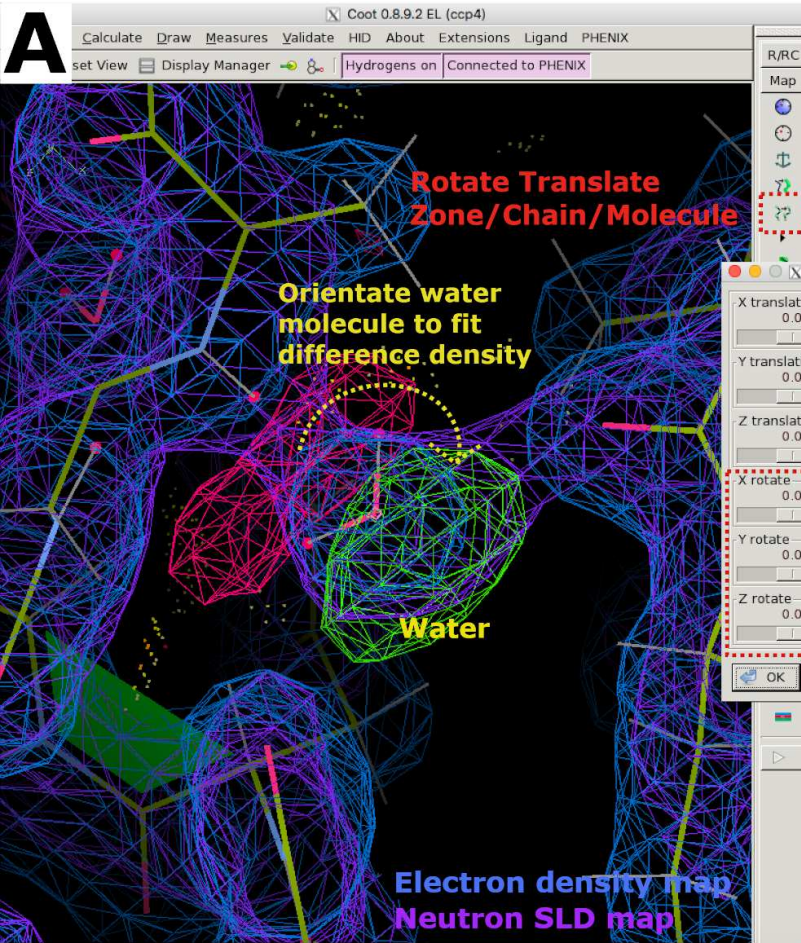 A
Coot 0.8.9.2 EL (ccp4)
Calculate Draw Measures Validate HID About Extensions Ligand PHENIX
set View Display Manager Hydrogens on Connected to PHENIX
R/RC
Map
Rotate Translate
Zone/Chain/Molecule
Orientate water
molecule to fit
difference density
X translat
0.0
Y translat
0.0
Z translat
0.0
X rotate
0.0
Y rotate
0.0
Z rotate
0.0
OK
Water
Electron density map
Neutron SLD map